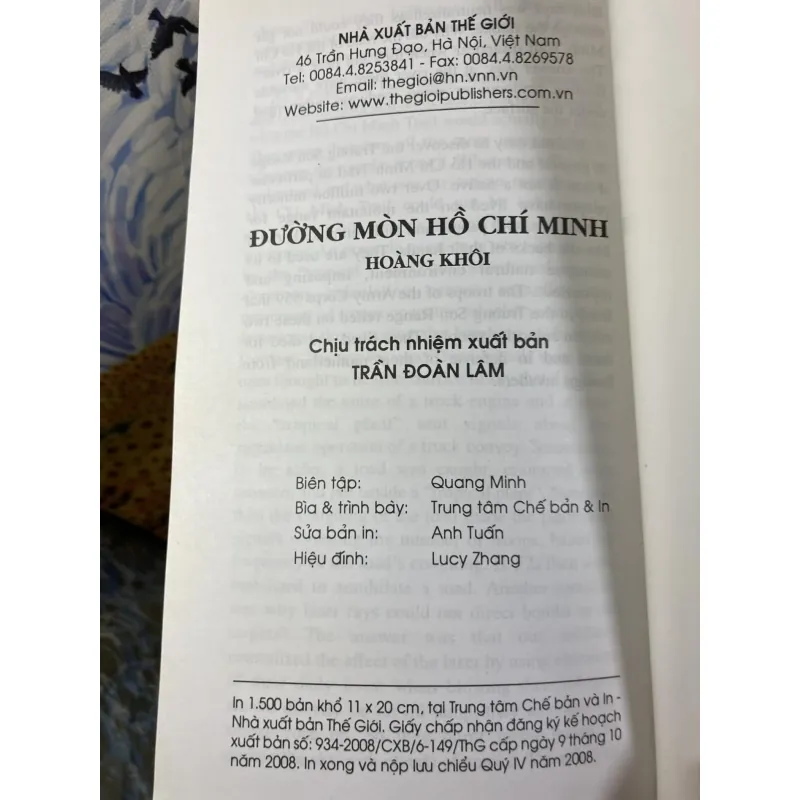 NHÀ XUẤT BẢN THẾ GIỚI
46 Trần Hưng Đạo, Hà Nội, Việt Nam
Tel: 0084.4.8253841 - Fax: 0084.4.8269578
Email: thegioi@hn.vnn.vn
Website: www.thegioipublishers.com.vn
ĐƯỜNG MÒN HỒ CHÍ MINH
HOÀNG KHÔI
Chịu trách nhiệm xuất bản
TRẦN ĐOÀN LÂM
Biên tập: Quang Minh
Bìa & trình bày: Trung tâm Chế bản & In
Sửa bản in: Anh Tuấn
Hiệu đính: Lucy Zhang
In 1.500 bản khổ 11 x 20 cm, tại Trung tâm Chế bản và In -
Nhà xuất bản Thế Giới. Giấy chấp nhận đăng ký kế hoạch
xuất bản số: 934-2008/CXB/6-149/ThG cấp ngày 9 tháng 10
năm 2008. In xong và nộp lưu chiểu Quý IV năm 2008.